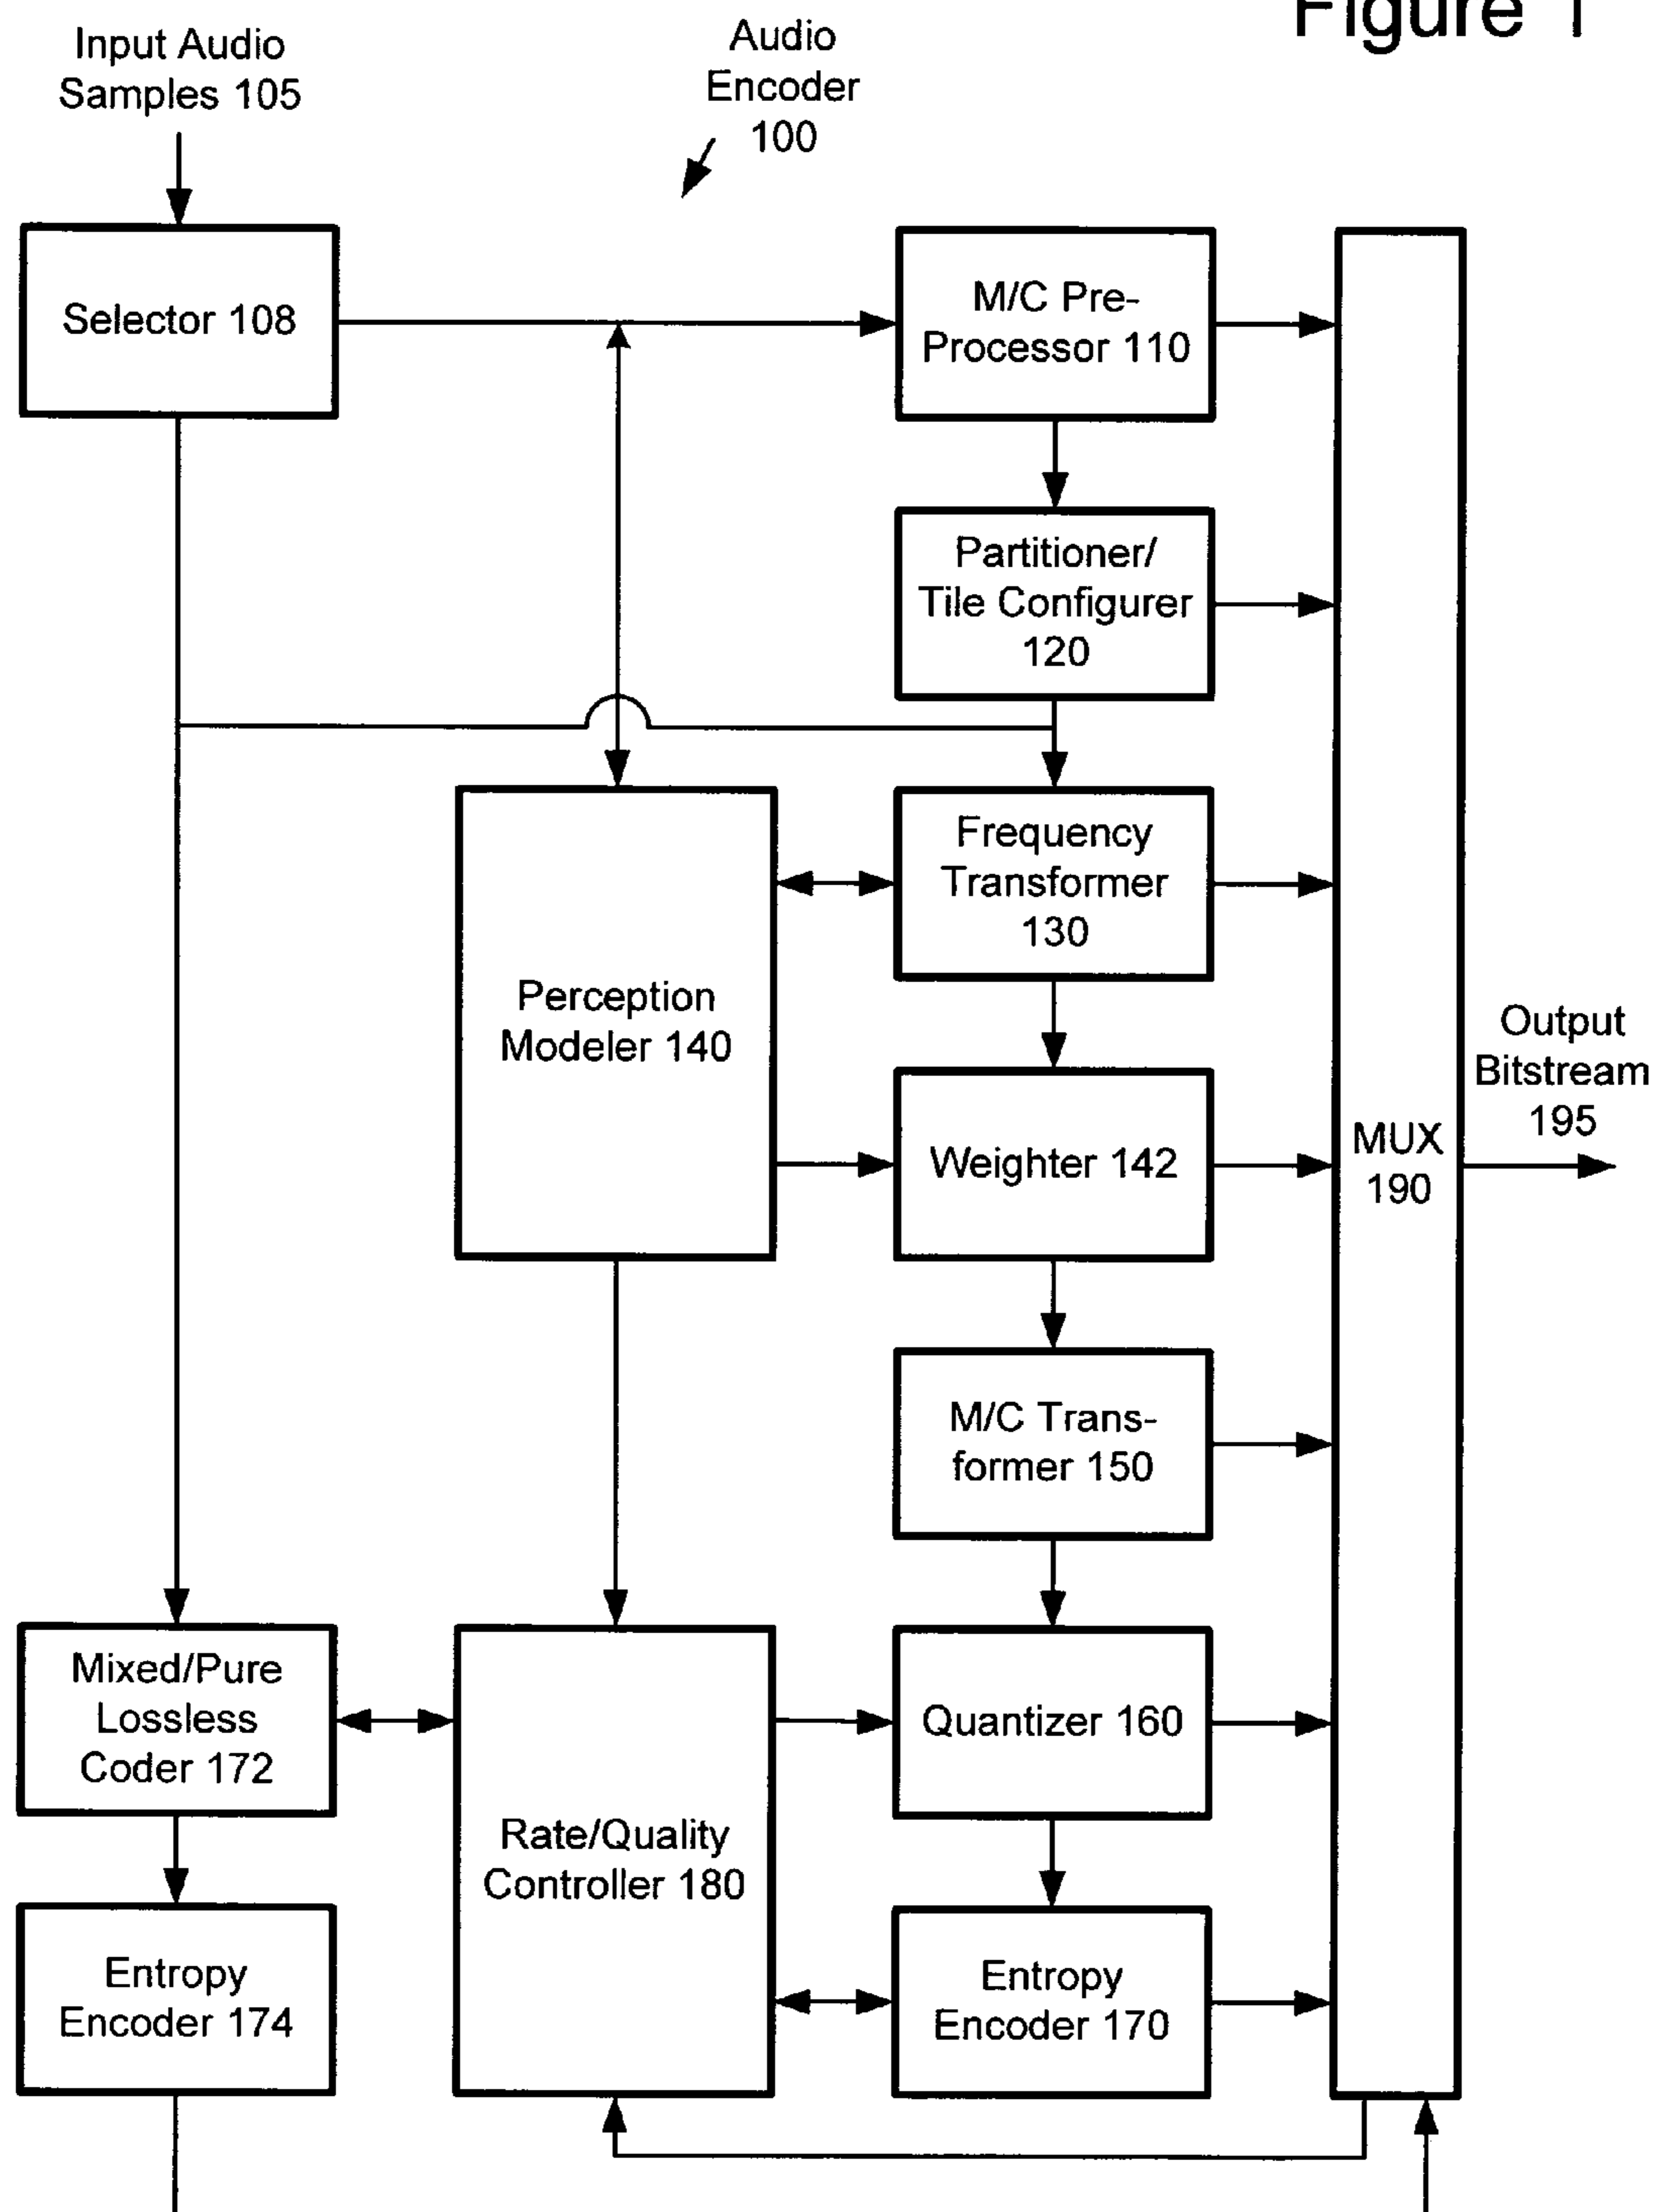 Figure 1
Input Audio
Samples 105
Audio
Encoder
100
Selector 108
M/C Pre-
Processor 110
Partitioner/
Tile Configurer
120
Frequency
Transformer
130
Perception
Modeler 140
Weighter 142
Output
Bitstream
195
MUX
190
M/C Trans-
former 150
Mixed/Pure
Lossless
Coder 172
Quantizer 160
Rate/Quality
Controller 180
Entropy
Encoder 174
Entropy
Encoder 170